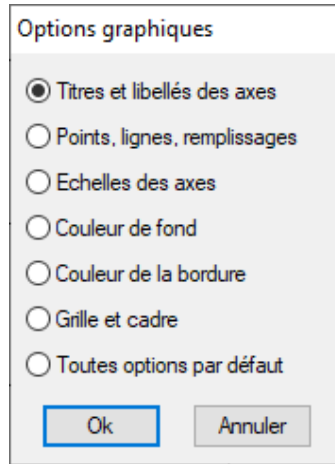 Options graphiques
Titres et libellés des axes
Points, lignes, remplissages
Echelles des axes
Couleur de fond
Couleur de la bordure
Grille et cadre
Toutes options par défaut
Ok Annuler